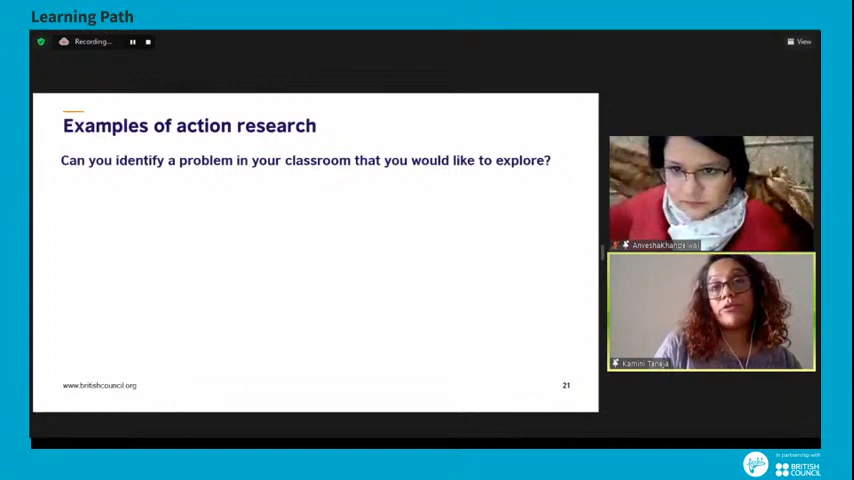 Learning Path
Recording...
View
Examples of action research
Can you identify a problem in your classroom that you would like to explore?
AnveshaKhandelwal
Kamini Taneja
www.britishcouncil.org
21
In partnership with
BRITISH
COUNCIL